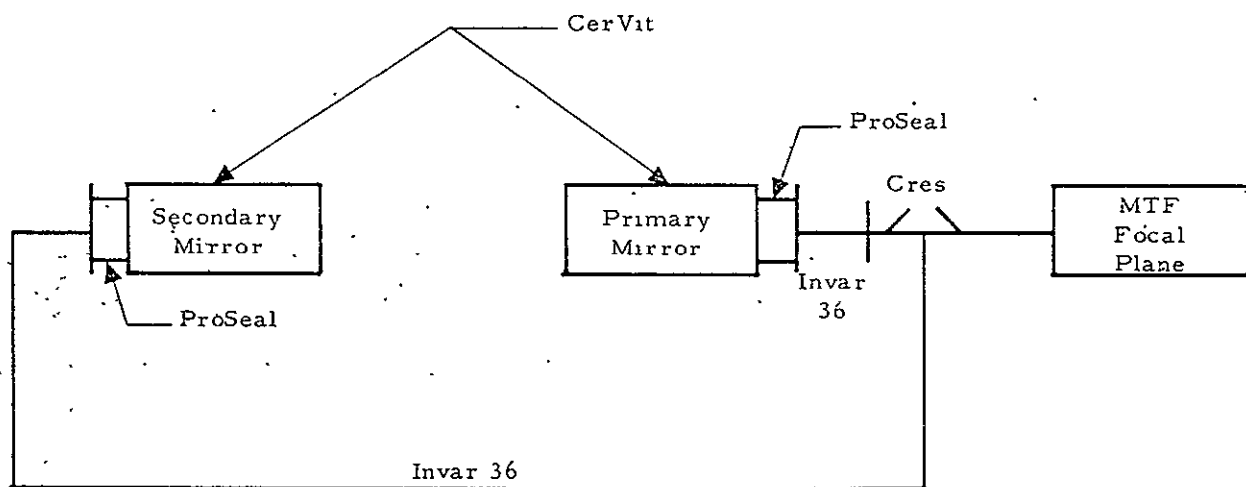 CerVit
ProSeal
Cres
Secondary
Mirror
Primary
Mirror
MTF
Focal
Plane
Invar
36
ProSeal
Invar 36